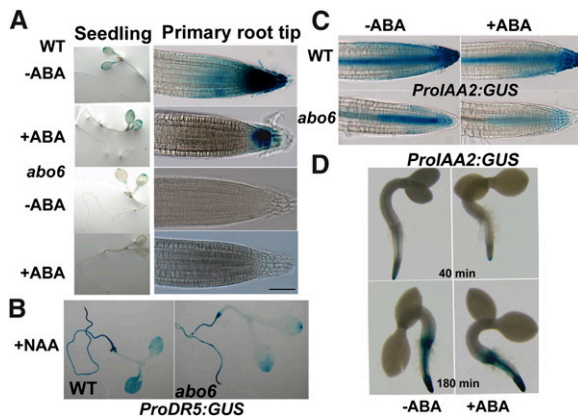 A
Seedling
Primary root tip
WT
-ABA
+ABA
abo6
-ABA
+ABA
B
+NAA
WT
abo6
ProDR5:GUS
C
-ABA
+ABA
WT
ProIAA2:GUS
abo6
ProIAA2:GUS
D
40 min
180 min
-ABA
+ABA